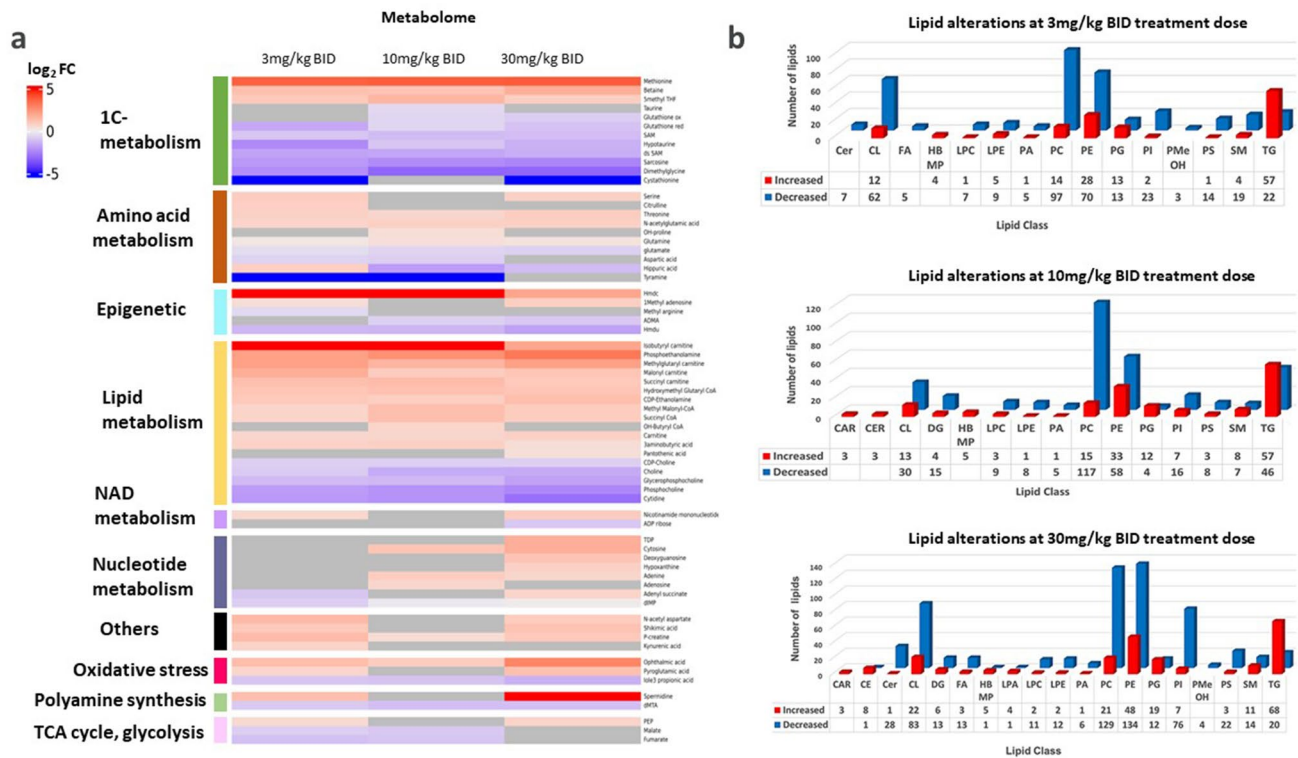 Metabolome
a
3mg/kg BID 10mg/kg BID 30mg/kg BID
log2 FC
5
0
-5
1C-
metabolism
Methionine
Betaine
5methyl THF
Taurine
Glutathione ox
Glutathione red
SAM
Hypotaurine
ds SAM
Sarcosine
Dimethylglycine
Cystathionine
Amino acid
metabolism
Serine
Citrulline
Threonine
N-acetylglutamic acid
OH-proline
Glutamine
glutamate
Aspartic acid
Hippuric acid
Tyramine
Epigenetic
Hmdc
1Methyl adenosine
Methyl arginine
ADMA
Hmdu
Lipid
metabolism
Isobutyryl carnitine
Phosphoethanolamine
Methylglutaryl carnitine
Malonyl carnitine
Succinyl carnitine
Hydroxymethyl Glutaryl CoA
CDP-Ethanolamine
Methyl Malonyl-CoA
Succinyl CoA
OH-Butyryl CoA
Carnitine
3aminobutyric acid
Pantothenic acid
CDP-Choline
Choline
Glycerophosphocholine
Phosphocholine
Cytidine
NAD
metabolism
Nicotinamide mononucleotide
ADP ribose
Nucleotide
metabolism
TDP
Cytosine
Deoxyguanosine
Hypoxanthine
Adenine
Adenosine
Adenyl succinate
dIMP
Others
N-acetyl aspartate
Shikimic acid
P-creatine
Kynurenic acid
Oxidative stress
Ophthalmic acid
Pyroglutamic acid
Iole3 propionic acid
Polyamine synthesis
Spermidine
dMTA
TCA cycle, glycolysis
PEP
Malate
Fumarate
b
Lipid alterations at 3mg/kg BID treatment dose
Number of lipids
100
80
60
40
20
0
Cer CL FA HB MP LPC LPE PA PC PE PG PI PMe OH PS SM TG
Increased 12 4 1 5 1 14 28 13 2 1 4 57
Decreased 7 62 5 7 9 5 97 70 13 23 3 14 19 22
Lipid Class
Lipid alterations at 10mg/kg BID treatment dose
Number of lipids
120
100
80
60
40
20
0
CAR CER CL DG HB MP LPC LPE PA PC PE PG PI PS SM TG
Increased 3 3 13 4 5 3 1 1 15 33 12 7 3 8 57
Decreased 30 15 9 8 5 117 58 4 16 8 7 46
Lipid Class
Lipid alterations at 30mg/kg BID treatment dose
Number of lipids
140
120
100
80
60
40
20
0
CAR CE Cer CL DG FA HB MP LPA LPC LPE PA PC PE PG PI PMe OH PS SM TG
Increased 3 8 1 22 6 3 5 4 2 2 1 21 48 19 7 3 11 68
Decreased 1 28 83 13 13 1 1 11 12 6 129 134 12 76 4 22 14 20
Lipid Class